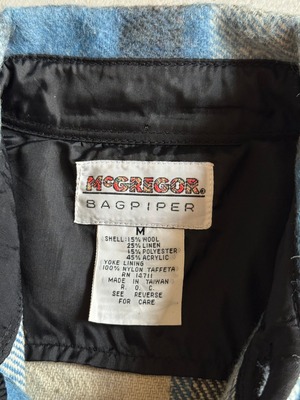 McGREGOR®
BAGPIPER
M
SHELL:15% WOOL
25% LINEN
15% POLYESTER
45% ACRYLIC
YOKE LINING
100% NYLON TAFFETA
RN 14711
MADE IN TAIWAN
R. O. C.
SEE REVERSE
FOR CARE